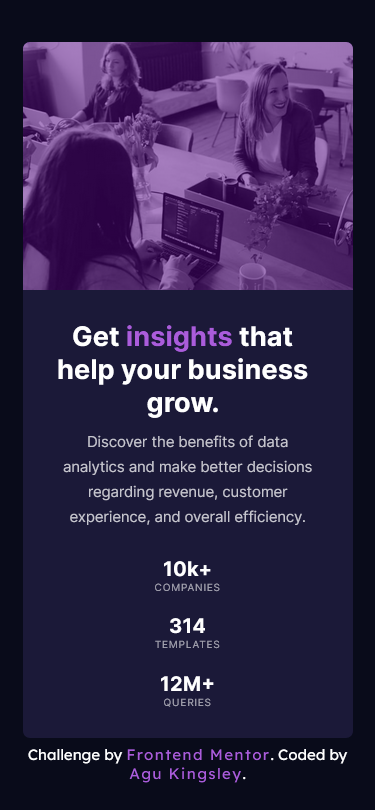 Get insights that
help your business
grow.
Discover the benefits of data
analytics and make better decisions
regarding revenue, customer
experience, and overall efficiency.
10k+
COMPANIES
314
TEMPLATES
12M+
QUERIES
Challenge by Frontend Mentor. Coded by
Agu Kingsley.